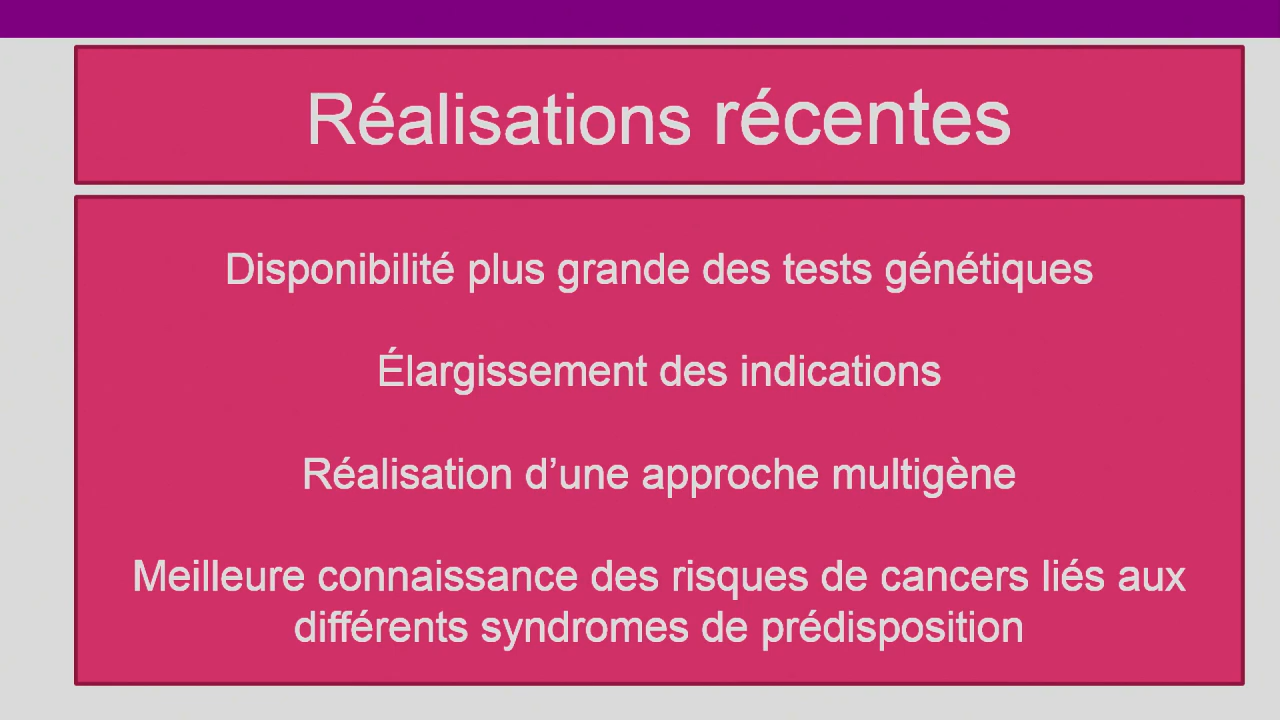 Réalisations récentes
Disponibilité plus grande des tests génétiques
Élargissement des indications
Réalisation d’une approche multigène
Meilleure connaissance des risques de cancers liés aux
différents syndromes de prédisposition